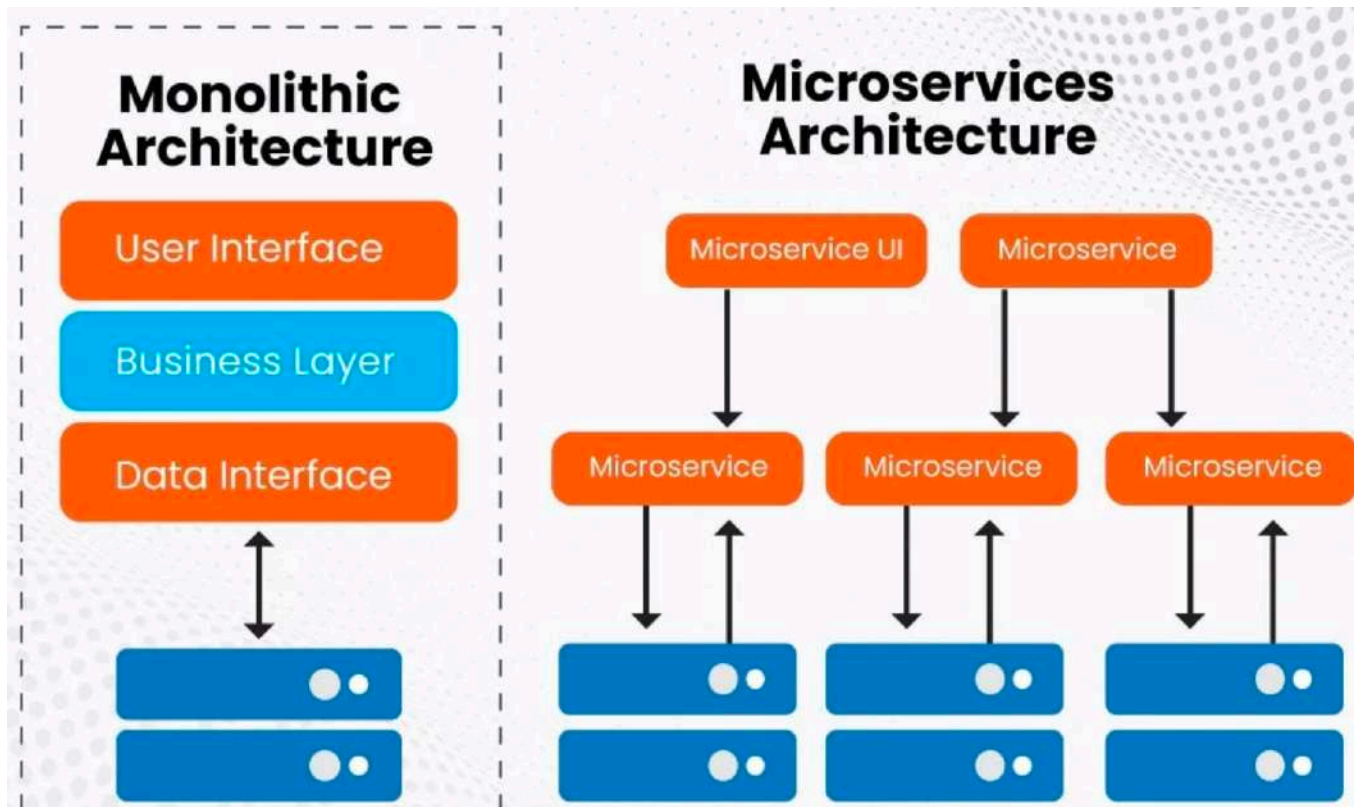 Monolithic
Architecture
User Interface
Business Layer
Data Interface
Microservices
Architecture
Microservice UI
Microservice
Microservice
Microservice
Microservice